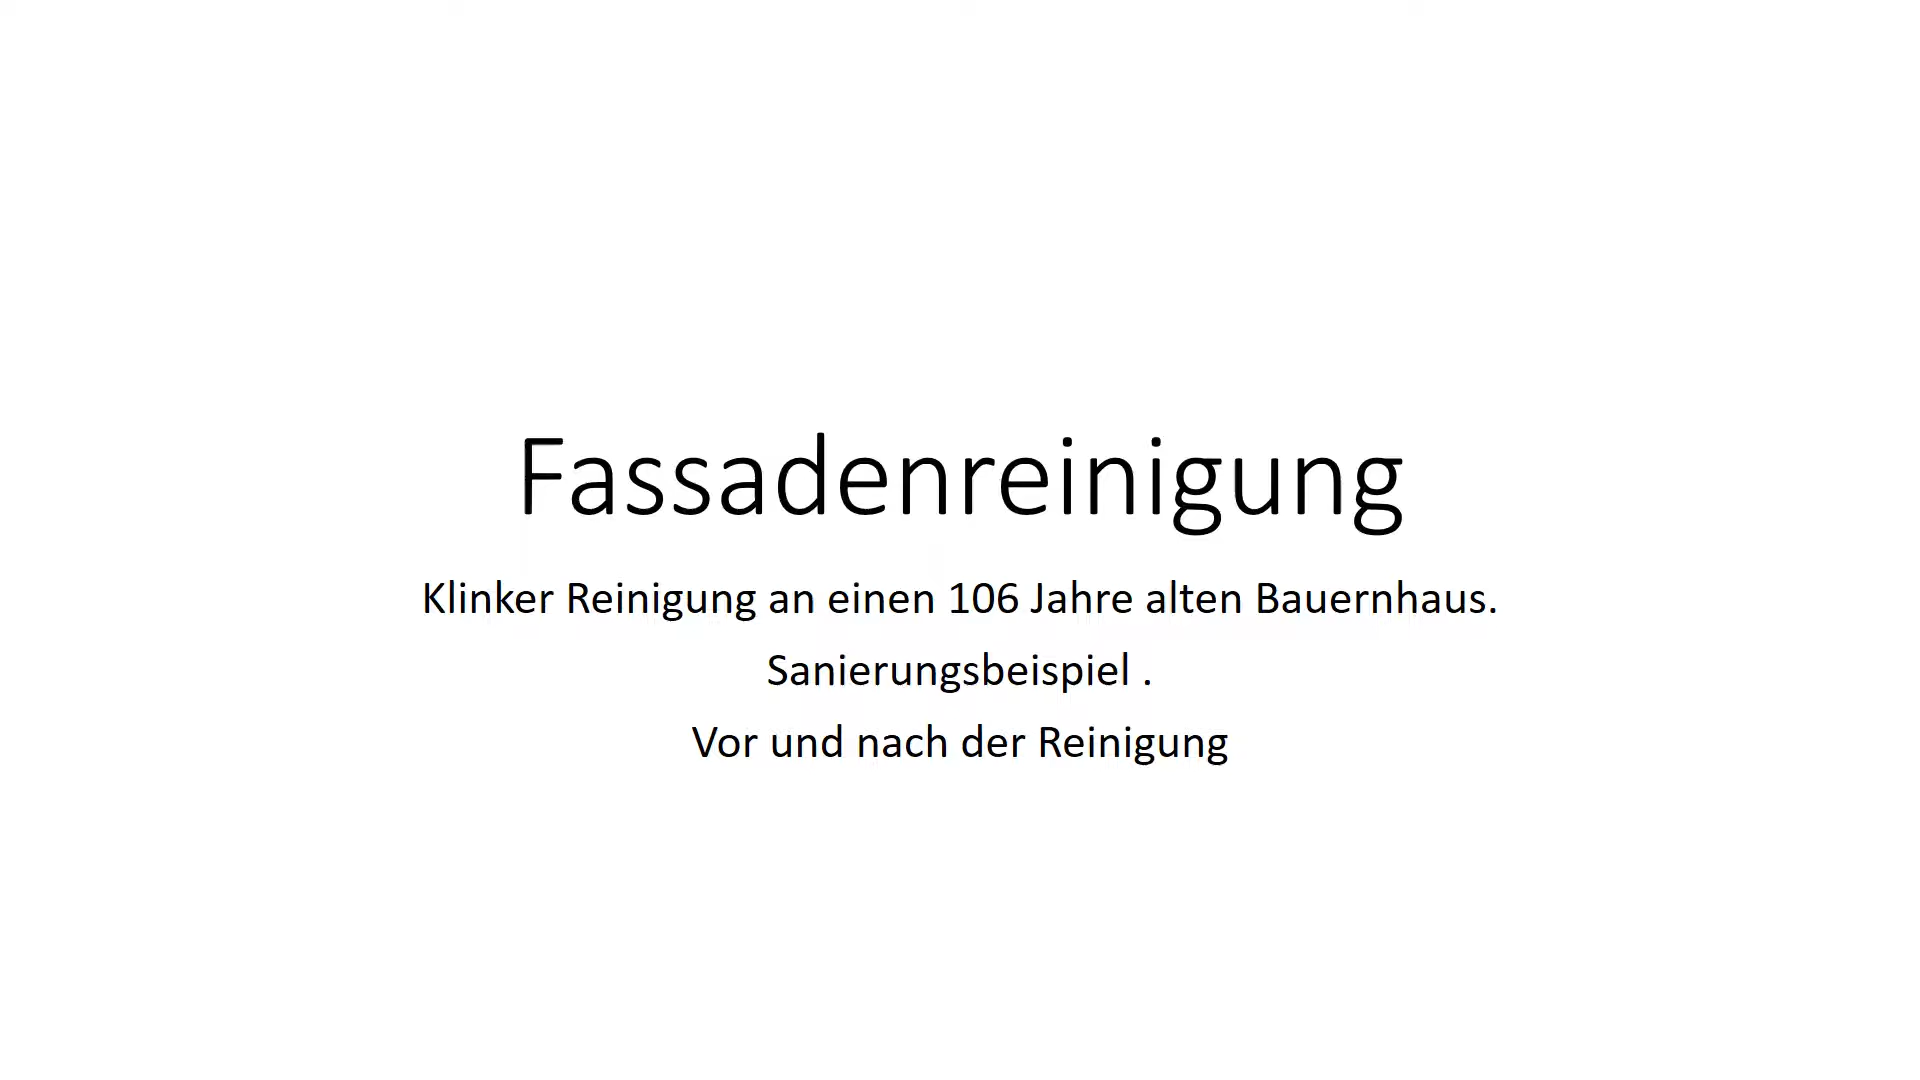 Fassadenreinigung
Klinker Reinigung an einen 106 Jahre alten Bauernhaus.
Sanierungsbeispiel .
Vor und nach der Reinigung